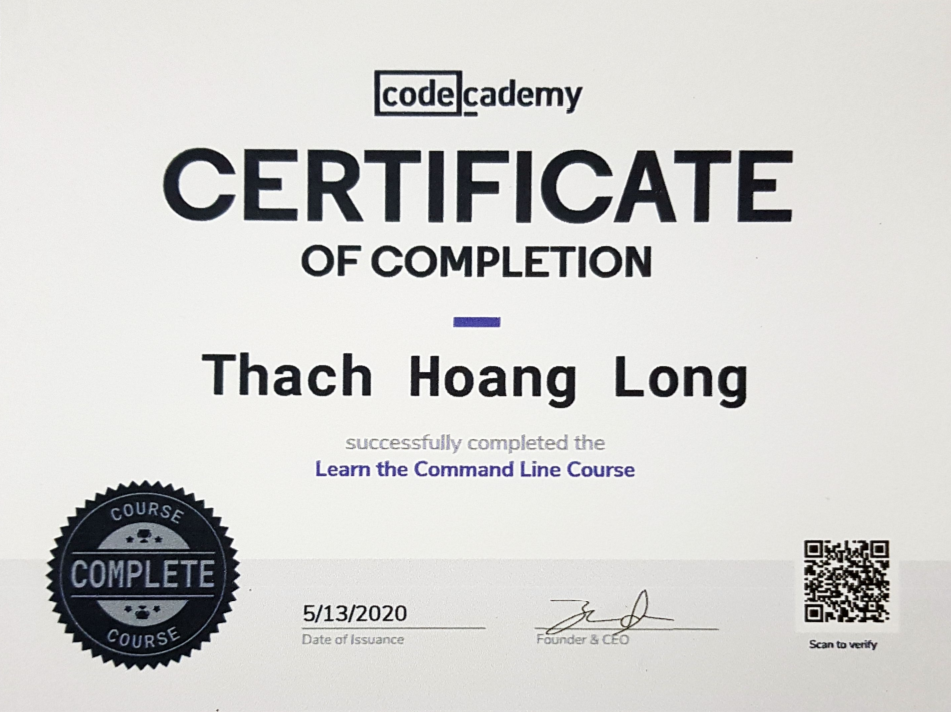 codecademy
CERTIFICATE
OF COMPLETION
Thach Hoang Long
successfully completed the
Learn the Command Line Course
COURSE
COMPLETE
COURSE
5/13/2020
Date of Issuance
Founder & CEO
Scan to verify